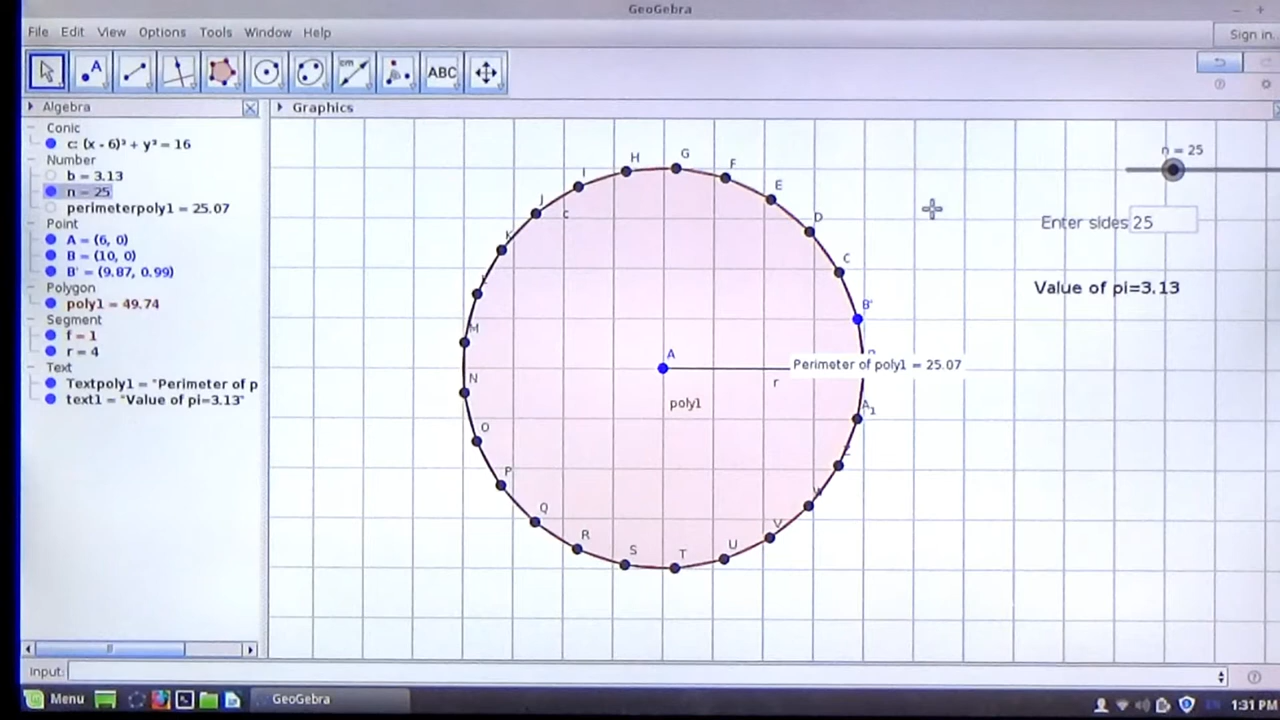 GeoGebra
File Edit View Options Tools Window Help
Sign in.
cm
A
ABC
Algebra
Graphics
Conic
c: (x - 6)² + y² = 16
Number
b = 3.13
n = 25
perimeterpoly1 = 25.07
Point
A = (6, 0)
B = (10, 0)
B' = (9.87, 0.99)
Polygon
poly1 = 49.74
Segment
f = 1
r = 4
Text
Textpoly1 = "Perimeter of p
text1 = "Value of pi=3.13"
n = 25
Enter sides 25
Value of pi=3.13
H
G
F
I
E
J
c
D
K
C
B'
M
A
Perimeter of poly1 = 25.07
r
N
poly1
A₁
O
Z
P
W
Q
V
R
U
S
T
Input:
Menu
GeoGebra
1:31 PM